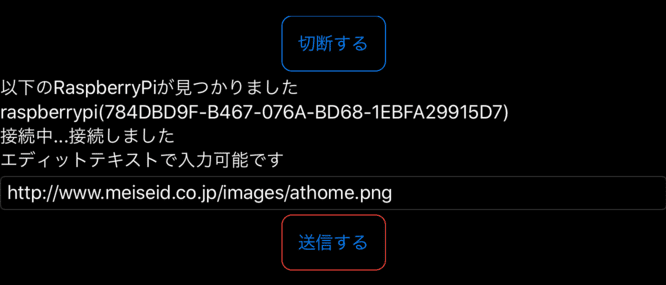 切断する
以下のRaspberryPiが見つかりました
raspberrypi(784DBD9F-B467-076A-BD68-1EBFA29915D7)
接続中...接続しました
エディットテキストで入力可能です
http://www.meiseid.co.jp/images/athome.png
送信する